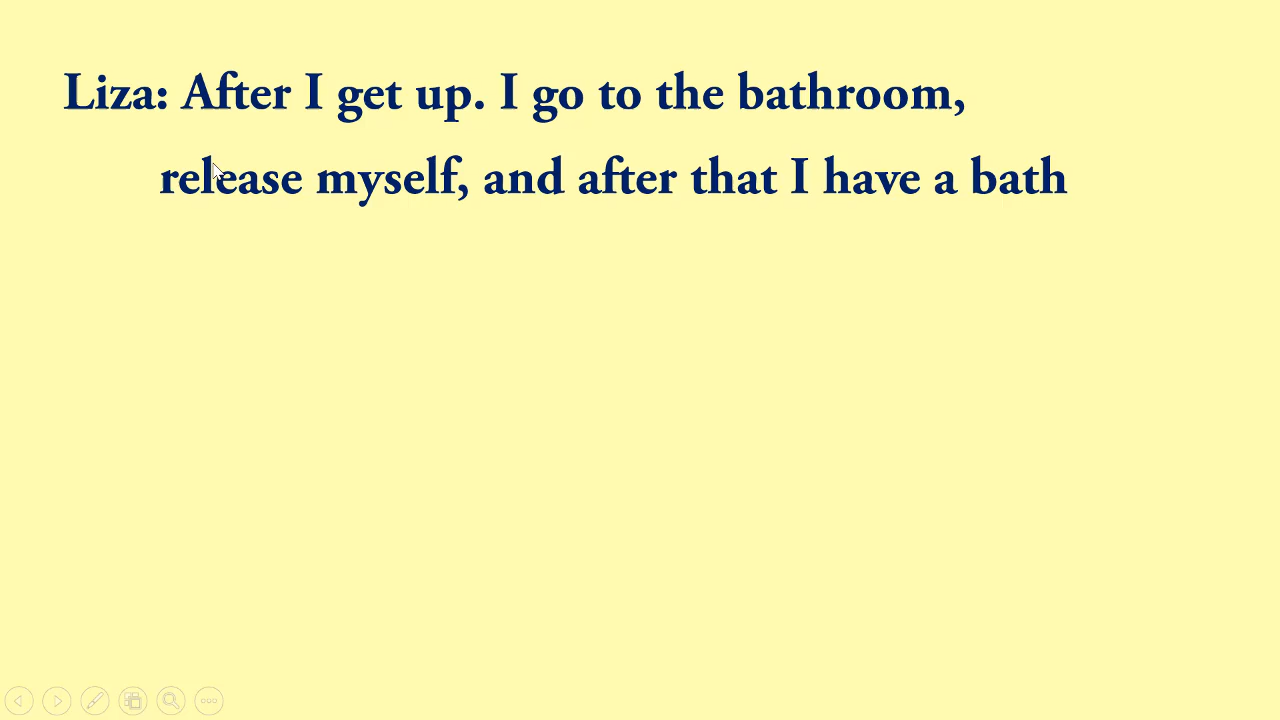 Liza: After I get up. I go to the bathroom,
release myself, and after that I have a bath